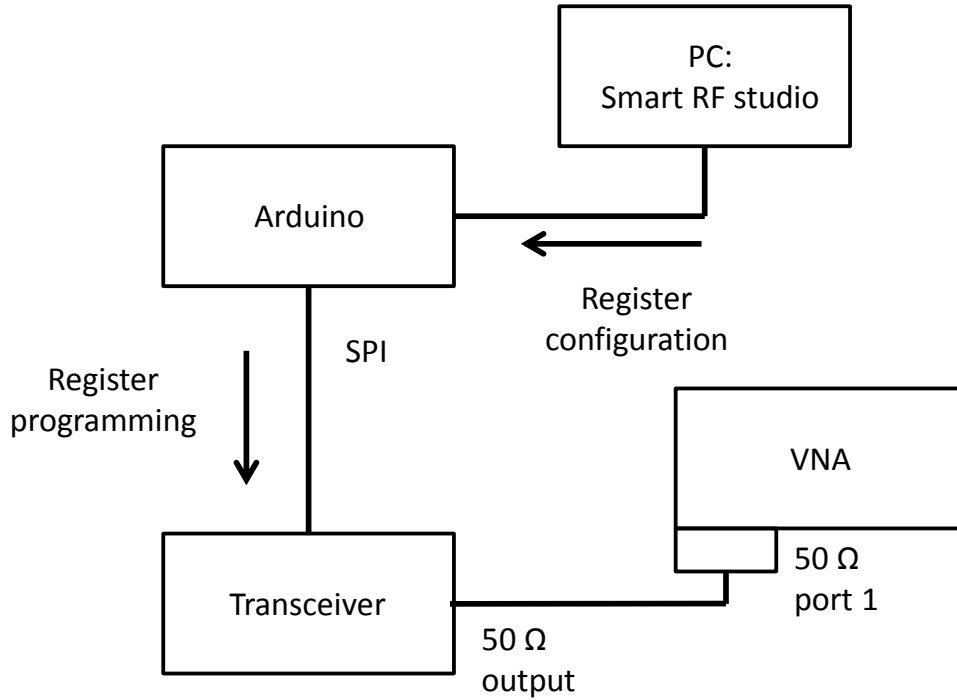 PC:
Smart RF studio
Arduino
Register
configuration
SPI
Register
programming
VNA
50 Ω
port 1
Transceiver
50 Ω
output